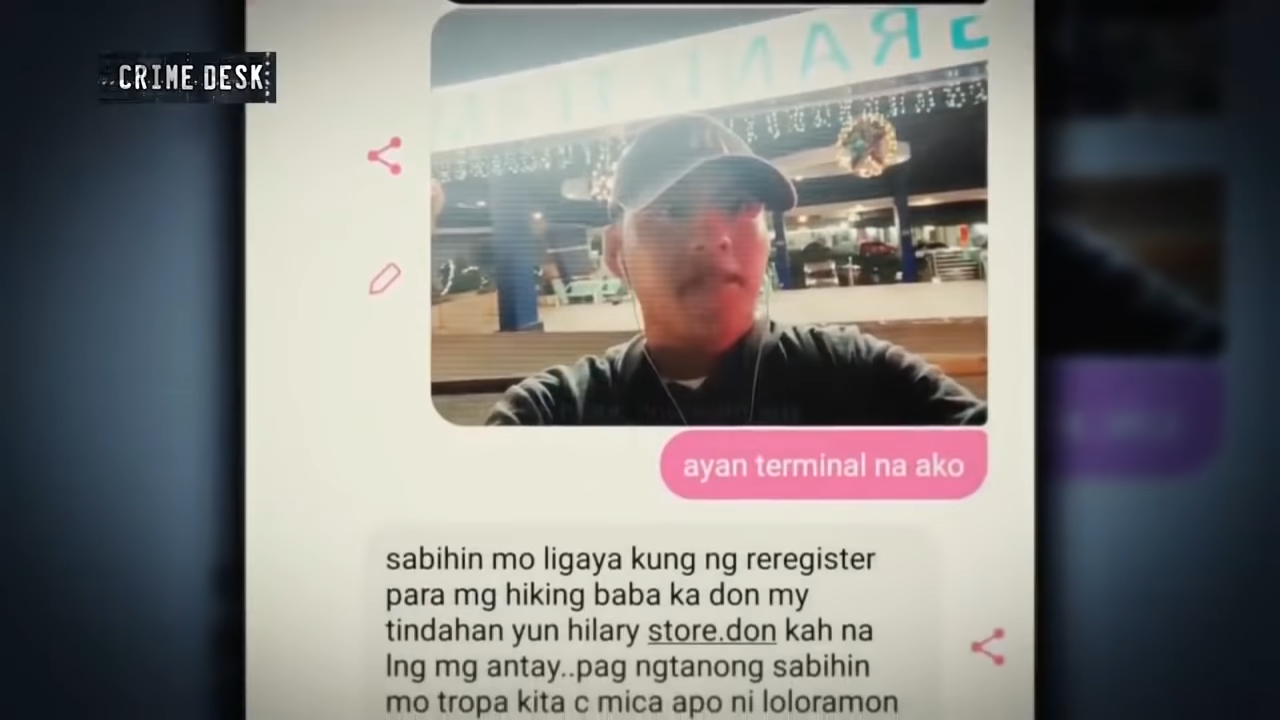 CRIME DESK
ayan terminal na ako
sabihin mo ligaya kung ng reregister
para mg hiking baba ka don my
tindahan yun hilary store.don kah na
lng mg antay..pag ngtanong sabihin
mo tropa kita c mica apo ni loloramon